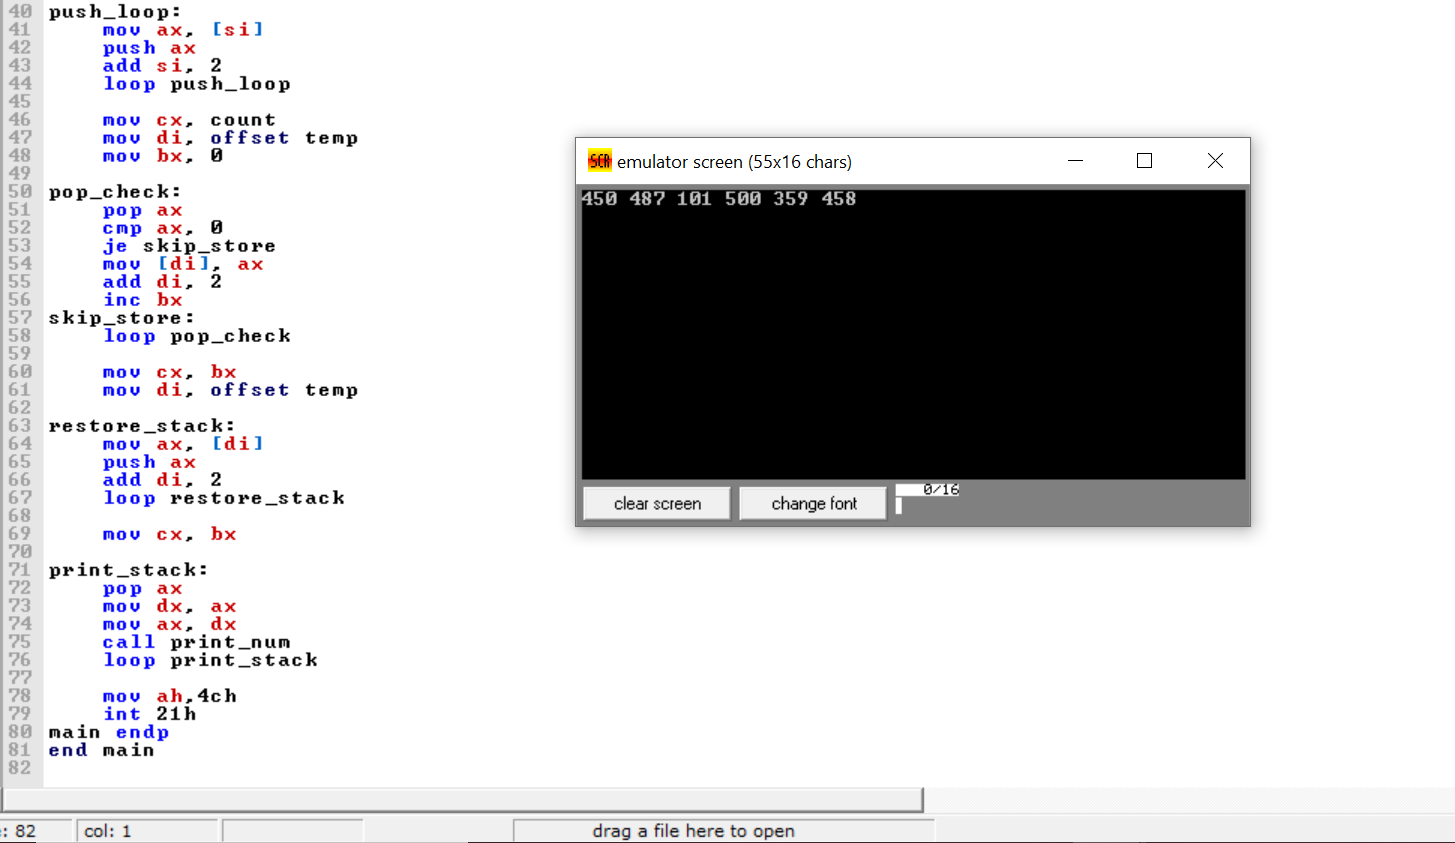 40 push_loop:
41 mov ax, [si]
42 push ax
43 add si, 2
44 loop push_loop
45
46 mov cx, count
47 mov di, offset temp
48 mov bx, 0
49
50 pop_check:
51 pop ax
52 cmp ax, 0
53 je skip_store
54 mov [di], ax
55 add di, 2
56 inc bx
57 skip_store:
58 loop pop_check
59
60 mov cx, bx
61 mov di, offset temp
62
63 restore_stack:
64 mov ax, [di]
65 push ax
66 add di, 2
67 loop restore_stack
68
69 mov cx, bx
70
71 print_stack:
72 pop ax
73 mov dx, ax
74 mov ax, dx
75 call print_num
76 loop print_stack
77
78 mov ah,4ch
79 int 21h
80 main endp
81 end main
82
SCR emulator screen (55x16 chars)
450 487 101 500 359 458
clear screen change font 0/16
: 82 col: 1 drag a file here to open